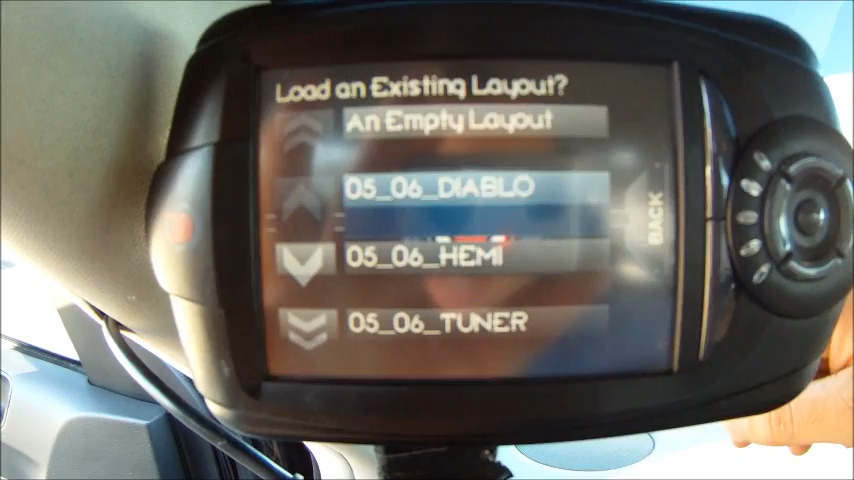 Load an Existing Layout?
An Empty Layout
05_06_DIABLO
05_06_HEMI
05_06_TUNER
BACK